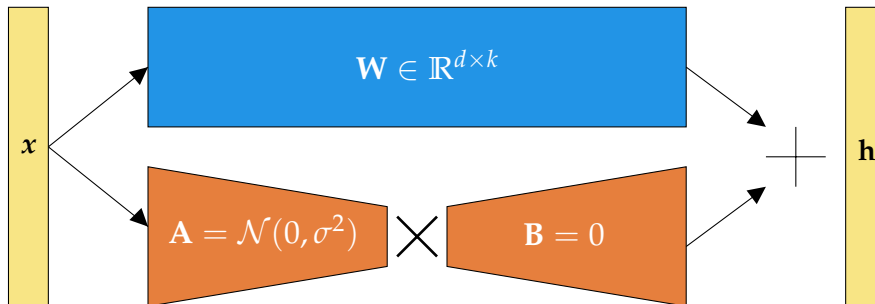 x
W ∈ ℝ^{d×k}
h
A = 𝒩(0, σ²)
B = 0